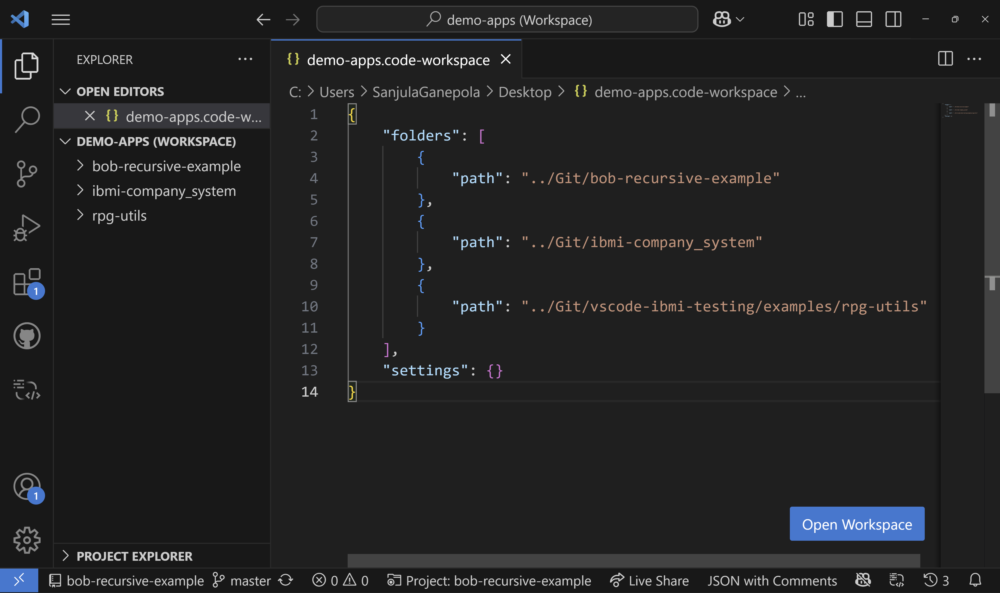 demo-apps (Workspace)
EXPLORER
OPEN EDITORS
demo-apps.code-w...
DEMO-APPS (WORKSPACE)
bob-recursive-example
ibmi-company_system
rpg-utils
1
1
PROJECT EXPLORER
demo-apps.code-workspace
C: > Users > SanjulaGanepola > Desktop > {} demo-apps.code-workspace > ...
1 {
2 "folders": [
3 {
4 "path": "../Git/bob-recursive-example"
5 },
6 {
7 "path": "../Git/ibmi-company_system"
8 },
9 {
10 "path": "../Git/vscode-ibmi-testing/examples/rpg-utils"
11 }
12 ],
13 "settings": {}
14 }
Open Workspace
bob-recursive-example master 0 0 Project: bob-recursive-example Live Share JSON with Comments 3